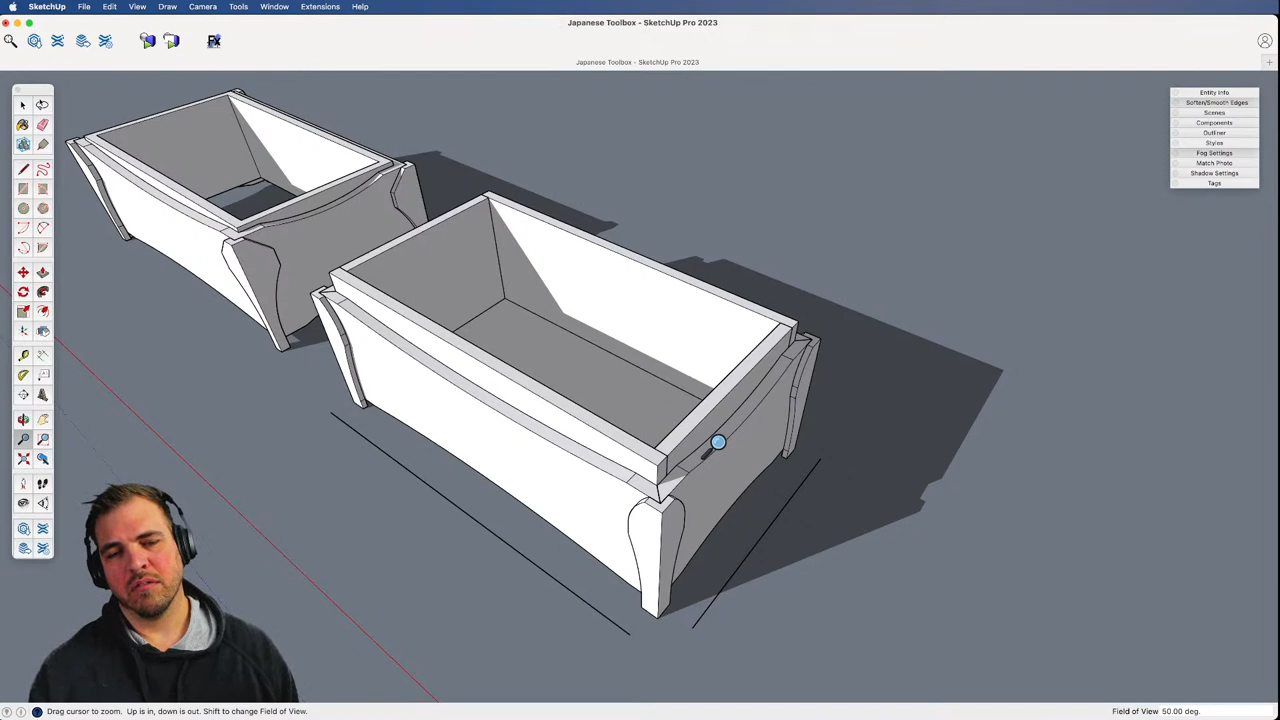 SketchUp File Edit View Draw Camera Tools Window Extensions Help
Japanese Toolbox - SketchUp Pro 2023
Japanese Toolbox - SketchUp Pro 2023
Entity Info
Soften/Smooth Edges
Scenes
Components
Outliner
Styles
Fog Settings
Match Photo
Shadow Settings
Tags
Drag cursor to zoom. Up is in, down is out. Shift to change Field of View.
Field of View 50.00 deg.